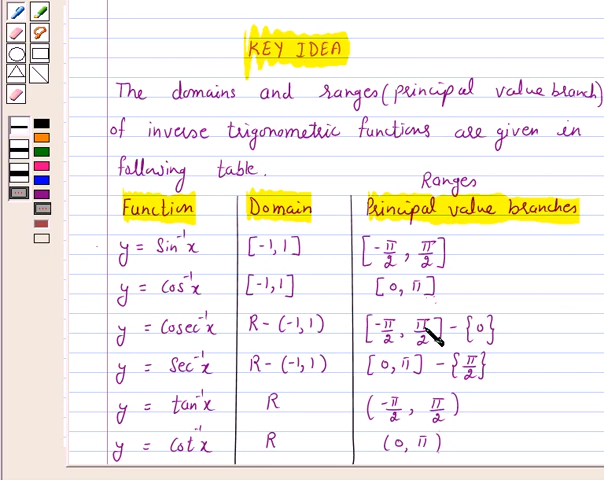 KEY IDEA
The domains and ranges (principal value branch)
of inverse trigonometric functions are given in
following table.
Ranges
Function Domain Principal value branches
y = Sin⁻¹x [-1, 1] [-π/2, π/2]
y = Cos⁻¹x [-1, 1] [0, π]
y = Cosec⁻¹x R - (-1, 1) [-π/2, π/2] - {0}
y = Sec⁻¹x R - (-1, 1) [0, π] - {π/2}
y = tan⁻¹x R (-π/2, π/2)
y = Cot⁻¹x R (0, π)